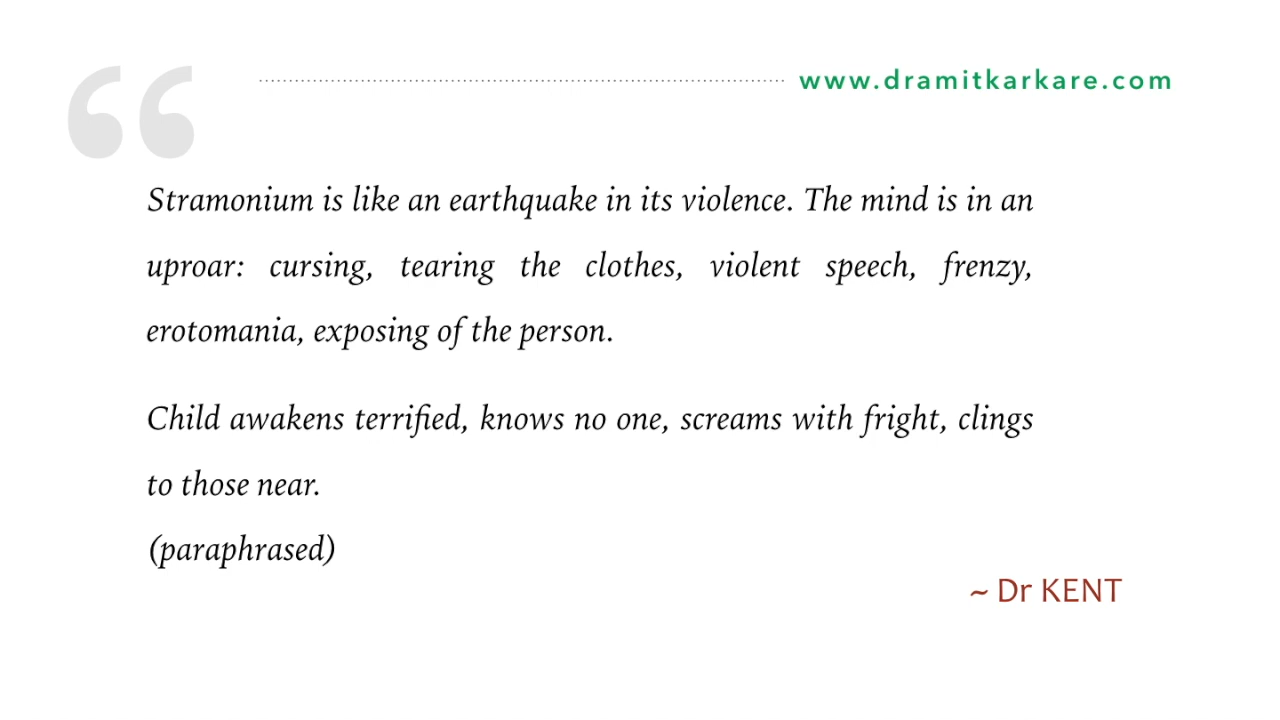 www.dramitkarkare.com
Stramonium is like an earthquake in its violence. The mind is in an
uproar: cursing, tearing the clothes, violent speech, frenzy,
erotomania, exposing of the person.
Child awakens terrified, knows no one, screams with fright, clings
to those near.
(paraphrased)
~ Dr KENT